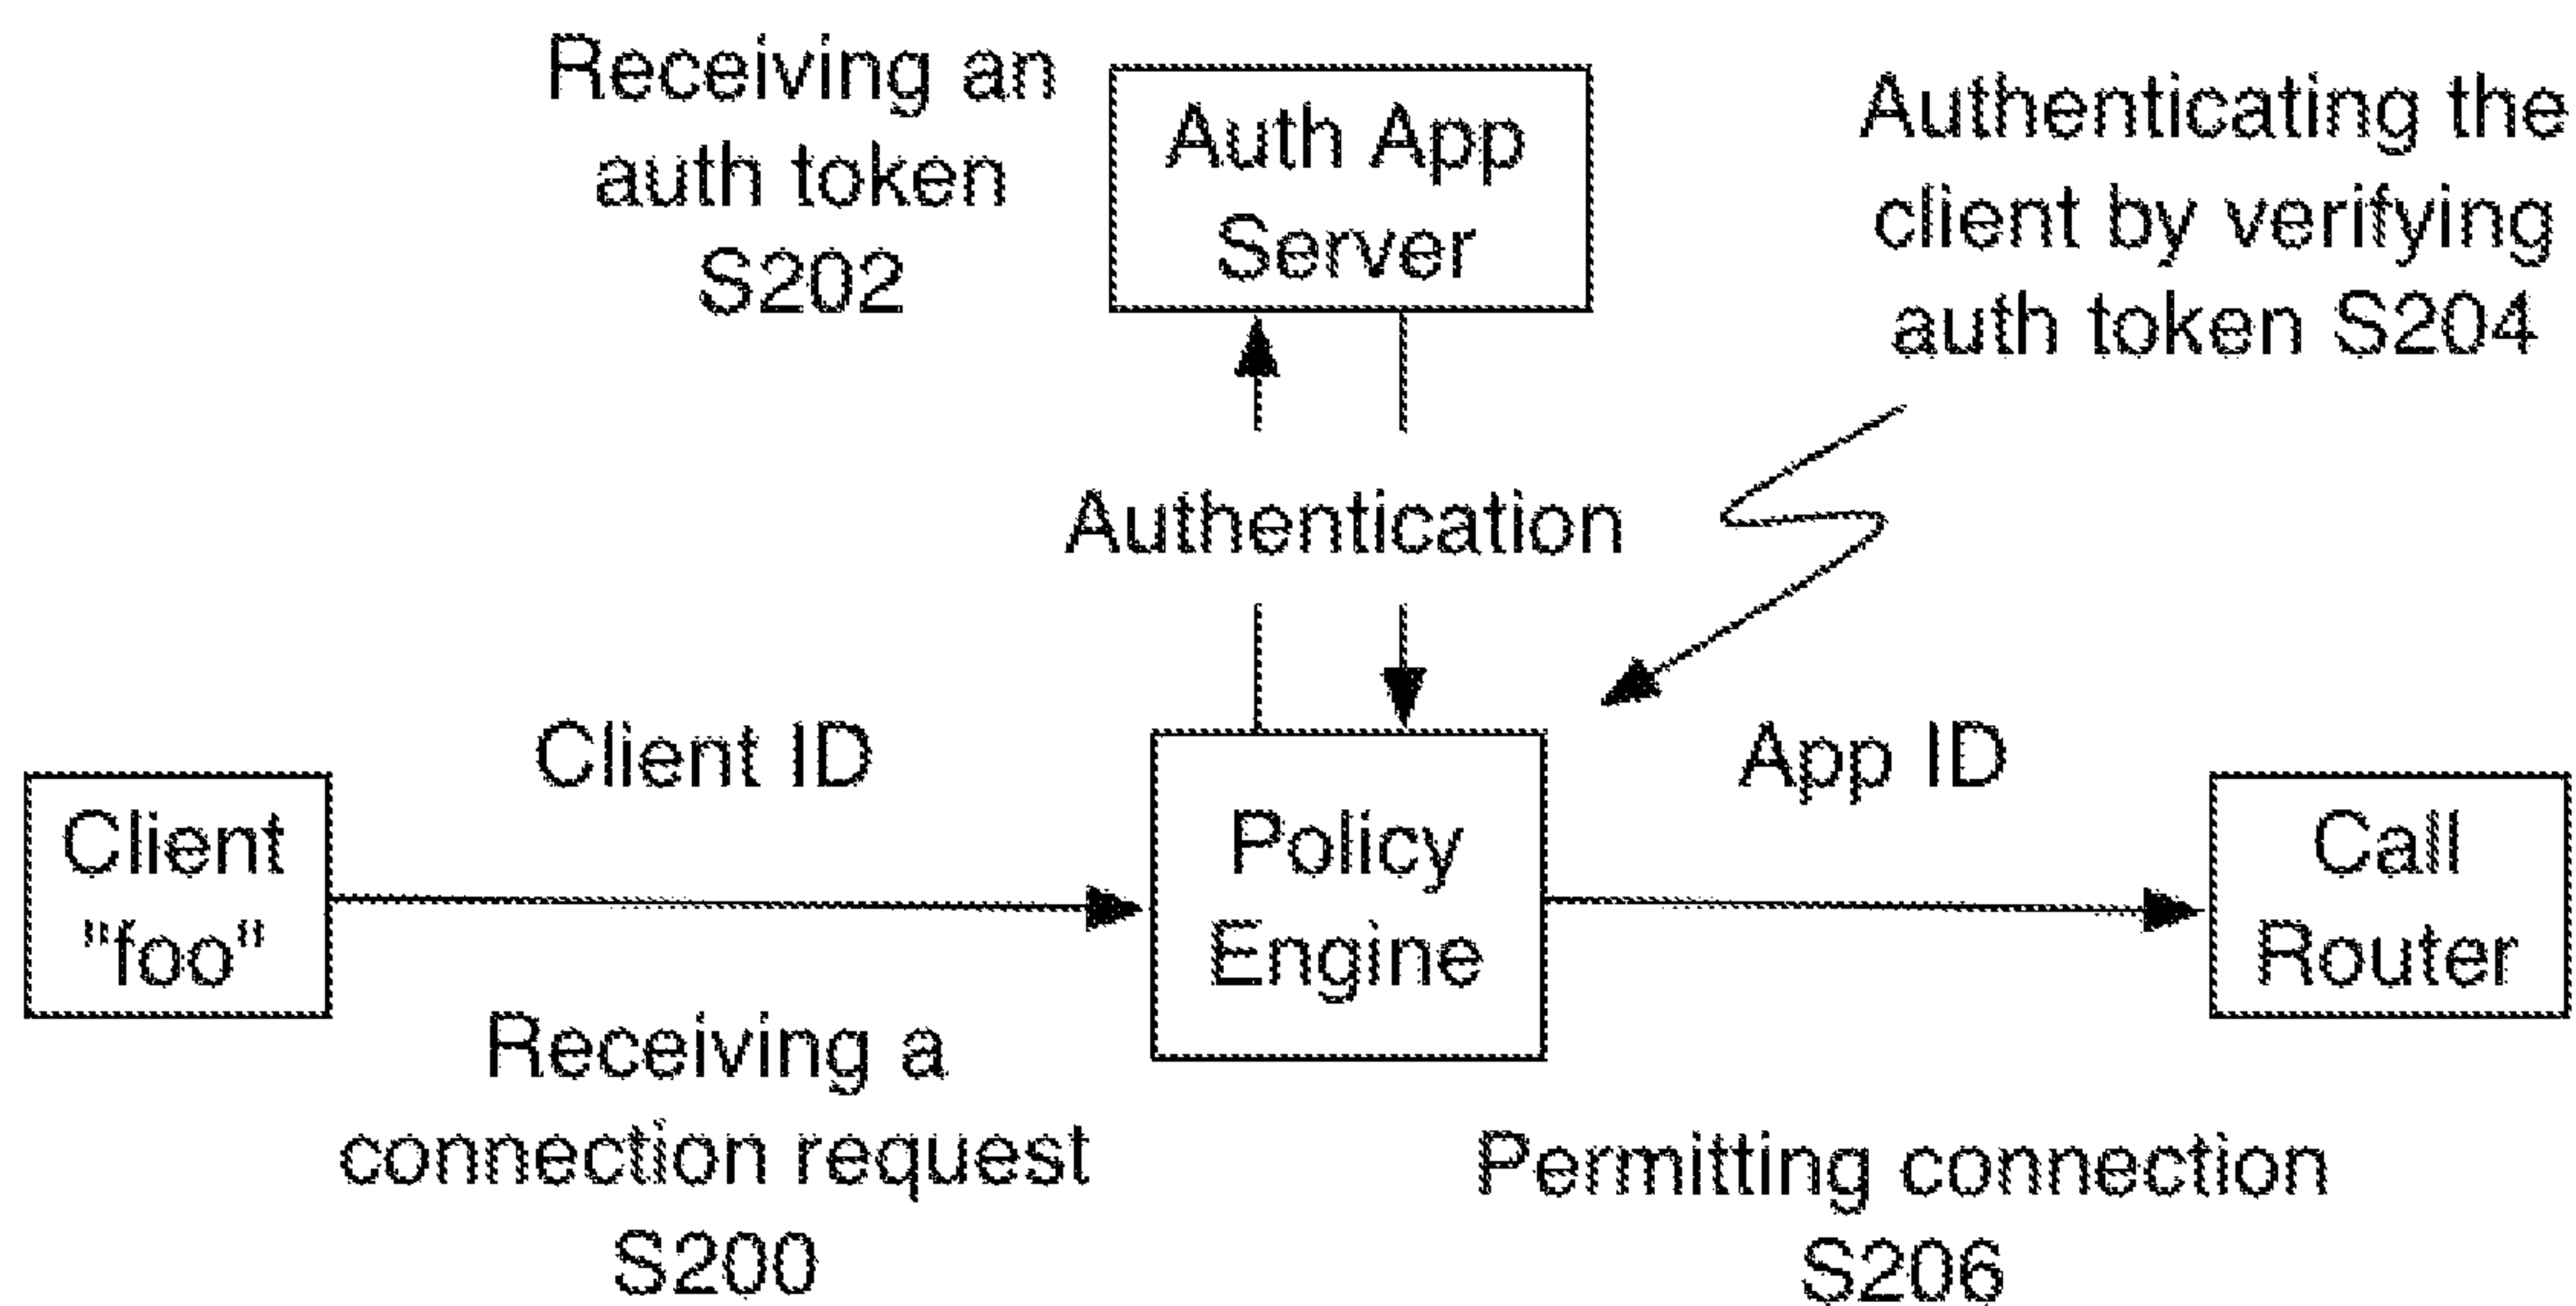 Receiving an
auth token
S202
Auth App
Server
Authenticating the
client by verifying
auth token S204
Authentication
Client ID
App ID
Client
"foo"
Policy
Engine
Call
Router
Receiving a
connection request
S200
Permitting connection
S206